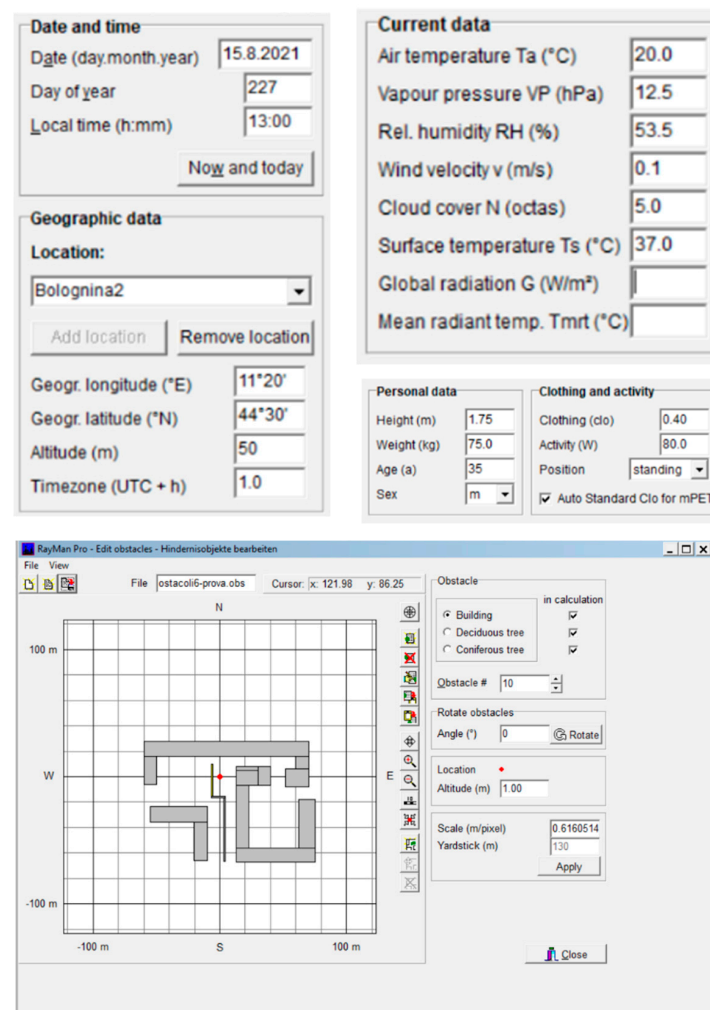 Date and time
Date (day.month.year) 15.8.2021
Day of year 227
Local time (h:mm) 13:00
Now and today
Geographic data
Location:
Bolognina2
Add location Remove location
Geogr. longitude (°E) 11°20'
Geogr. latitude (°N) 44°30'
Altitude (m) 50
Timezone (UTC + h) 1.0
Current data
Air temperature Ta (°C) 20.0
Vapour pressure VP (hPa) 12.5
Rel. humidity RH (%) 53.5
Wind velocity v (m/s) 0.1
Cloud cover N (octas) 5.0
Surface temperature Ts (°C) 37.0
Global radiation G (W/m²)
Mean radiant temp. Tmrt (°C)
Personal data
Height (m) 1.75
Weight (kg) 75.0
Age (a) 35
Sex m
Clothing and activity
Clothing (clo) 0.40
Activity (W) 80.0
Position standing
Auto Standard Clo for mPET
RayMan Pro - Edit obstacles - Hindernisobjekte bearbeiten
File View
File ostacoli6-prova.obs Cursor: x: 121.98 y: 86.25
N
100 m
W E
-100 m
-100 m S 100 m
Obstacle
in calculation
Building
Deciduous tree
Coniferous tree
Obstacle # 10
Rotate obstacles
Angle (°) 0 Rotate
Location
Altitude (m) 1.00
Scale (m/pixel) 0.6160514
Yardstick (m) 130
Apply
Close